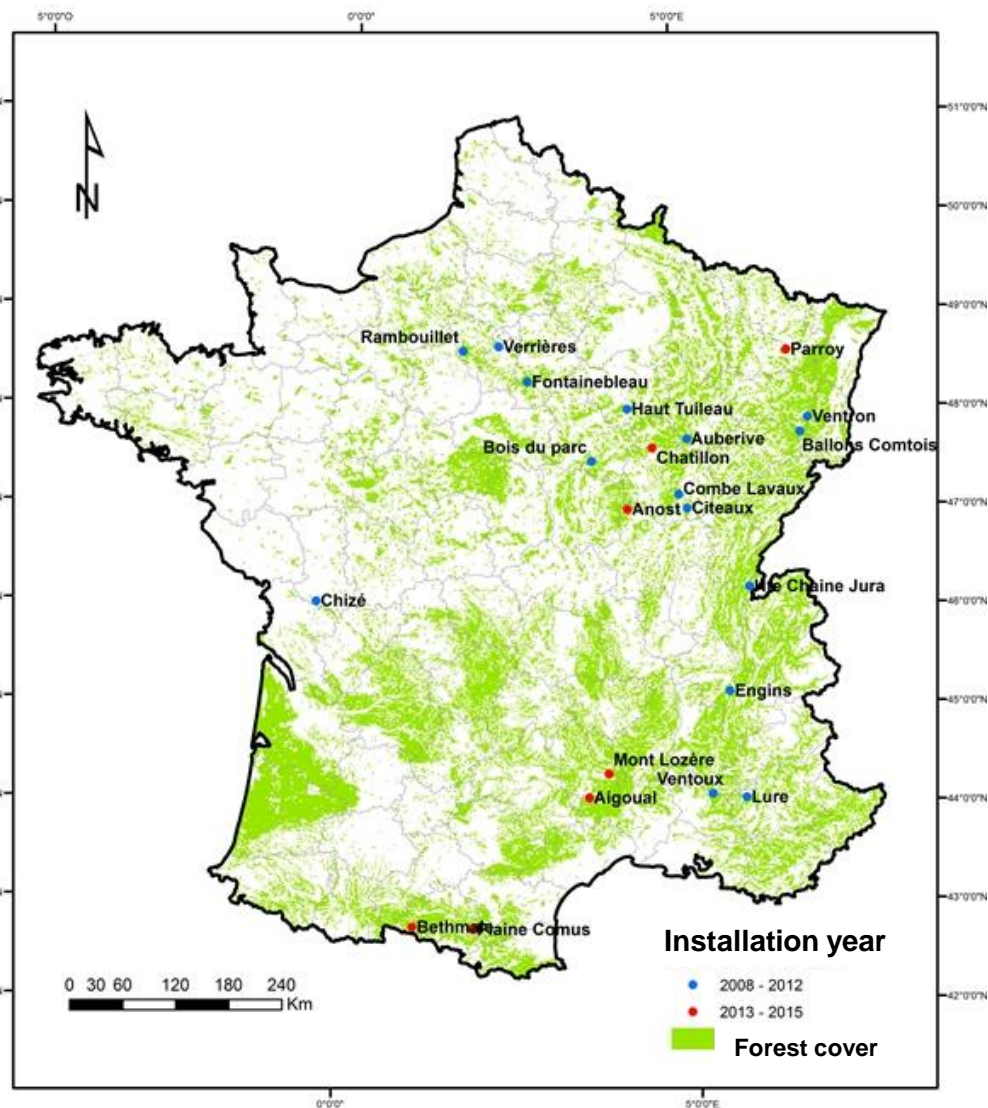 5°0'0"O
0°0'0"
5°0'0"E
N
51°0'0"N
50°0'0"N
49°0'0"N
Rambouillet
Verrières
Parroy
Fontainebleau
48°0'0"N
Haut Tuileau
Ventron
Auberive
Ballons Comtois
Bois du parc
Chatillon
Combe Lavaux
47°0'0"N
Anost
Citeaux
Hte Chaine Jura
Chizé
46°0'0"N
Engins
45°0'0"N
Mont Lozère
Ventoux
Aigoual
Lure
44°0'0"N
43°0'0"N
Plaine Comus
Installation year
2008 - 2012
2013 - 2015
Forest cover
42°0'0"N
0 30 60 120 180 240
Km
0°0'0"
5°0'0"E